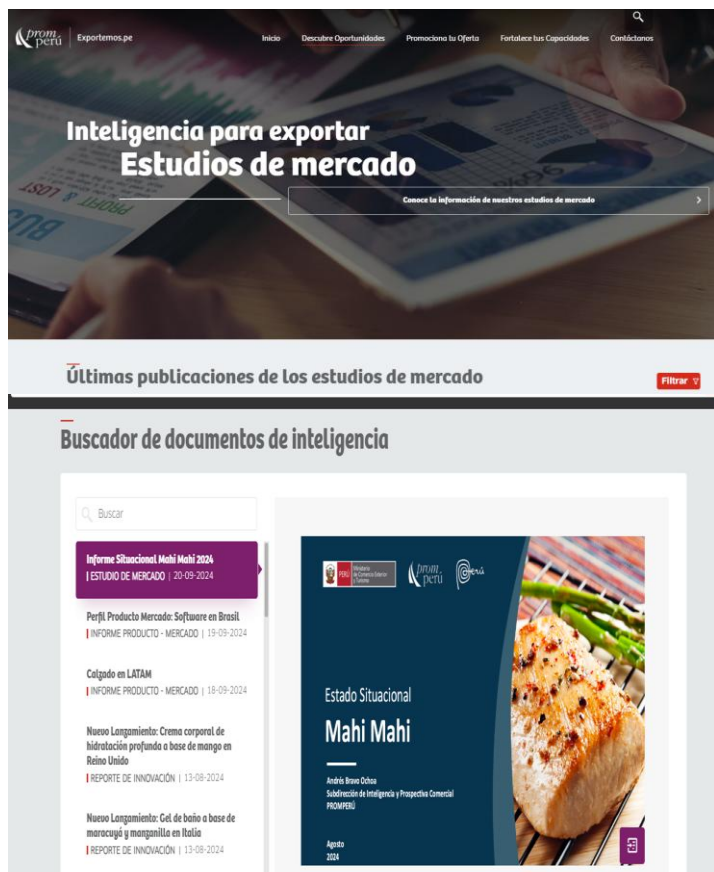 prom
perú
Exportemos.pe
Inicio
Descubre Oportunidades
Promociona tu Oferta
Fortalece tus Capacidades
Contáctanos
Inteligencia para exportar
Estudios de mercado
Conoce la información de nuestros estudios de mercado
PROFIT & LOST
Últimas publicaciones de los estudios de mercado
Filtrar
Buscador de documentos de inteligencia
Buscar
Informe Situacional Mahi Mahi 2024
| ESTUDIO DE MERCADO | 20-09-2024
Perfil Producto Mercado: Software en Brasil
| INFORME PRODUCTO - MERCADO | 19-09-2024
Calzado en LATAM
| INFORME PRODUCTO - MERCADO | 18-09-2024
Nuevo Lanzamiento: Crema corporal de
hidratación profunda a base de mango en
Reino Unido
| REPORTE DE INNOVACIÓN | 13-08-2024
Nuevo Lanzamiento: Gel de baño a base de
maracuyá y manzanilla en Italia
| REPORTE DE INNOVACIÓN | 13-08-2024
PERÚ
Ministerio
de Comercio Exterior
y Turismo
prom
perú
Perú
Estado Situacional
Mahi Mahi
Andrés Bravo Ochoa
Subdirección de Inteligencia y Prospectiva Comercial
PROMPERÚ
Agosto
2024